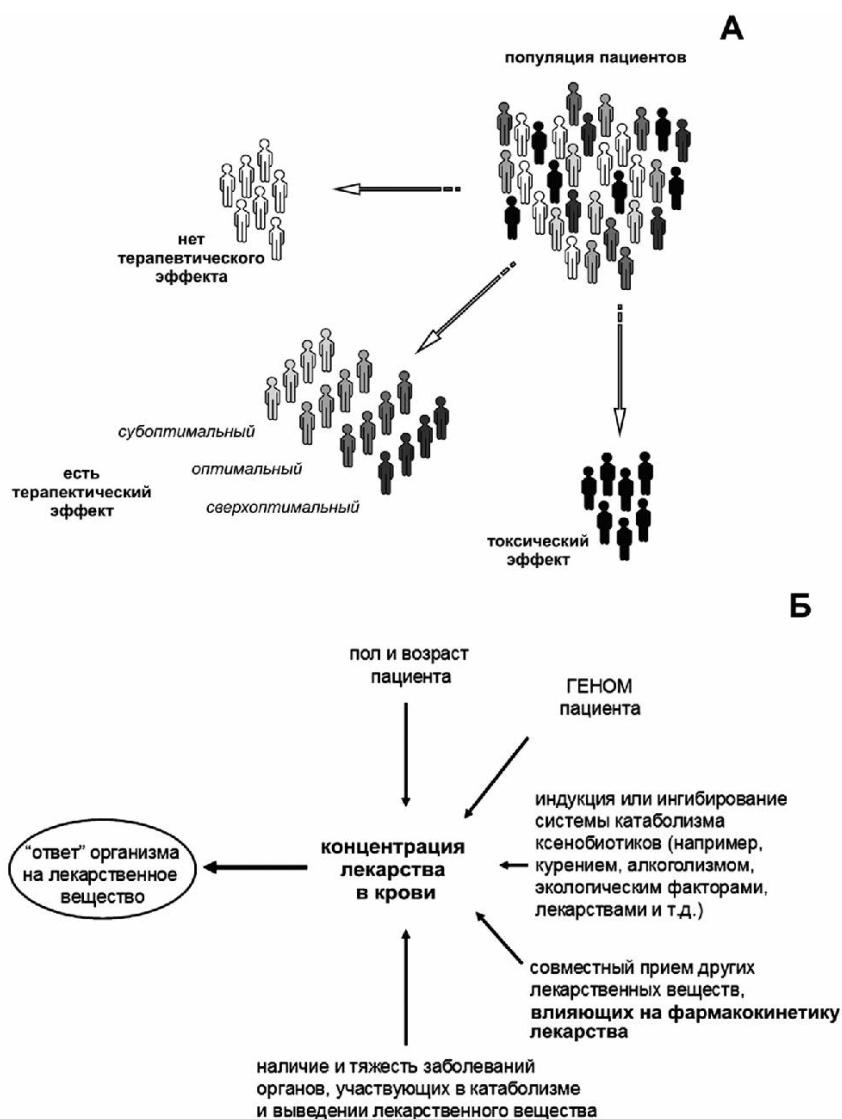 А
популяция пациентов
нет
терапевтического
эффекта
субоптимальный
оптимальный
сверхоптимальный
есть
терапектический
эффект
токсический
эффект
Б
пол и возраст
пациента
ГЕНОМ
пациента
индукция или ингибирование
системы катаболизма
ксенобиотиков (например,
курением, алкоголизмом,
экологическим факторами,
лекарствами и т.д.)
концентрация
лекарства
в крови
“ответ” организма
на лекарственное
вещество
совместный прием других
лекарственных веществ,
влияющих на фармакокинетику
лекарства
наличие и тяжесть заболеваний
органов, участвующих в катаболизме
и выведении лекарственного вещества